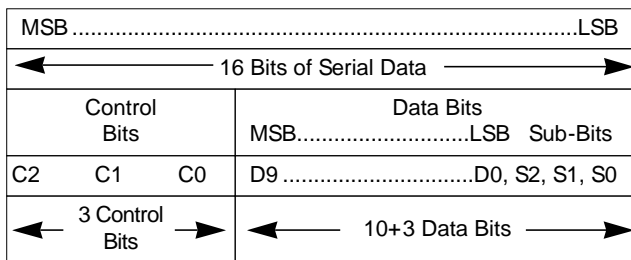 MSB..........................................................................LSB
16 Bits of Serial Data
Control
Bits
Data Bits
MSB.............................LSB Sub-Bits
C2 C1 C0
D9 ..............................D0, S2, S1, S0
3 Control
Bits
10+3 Data Bits